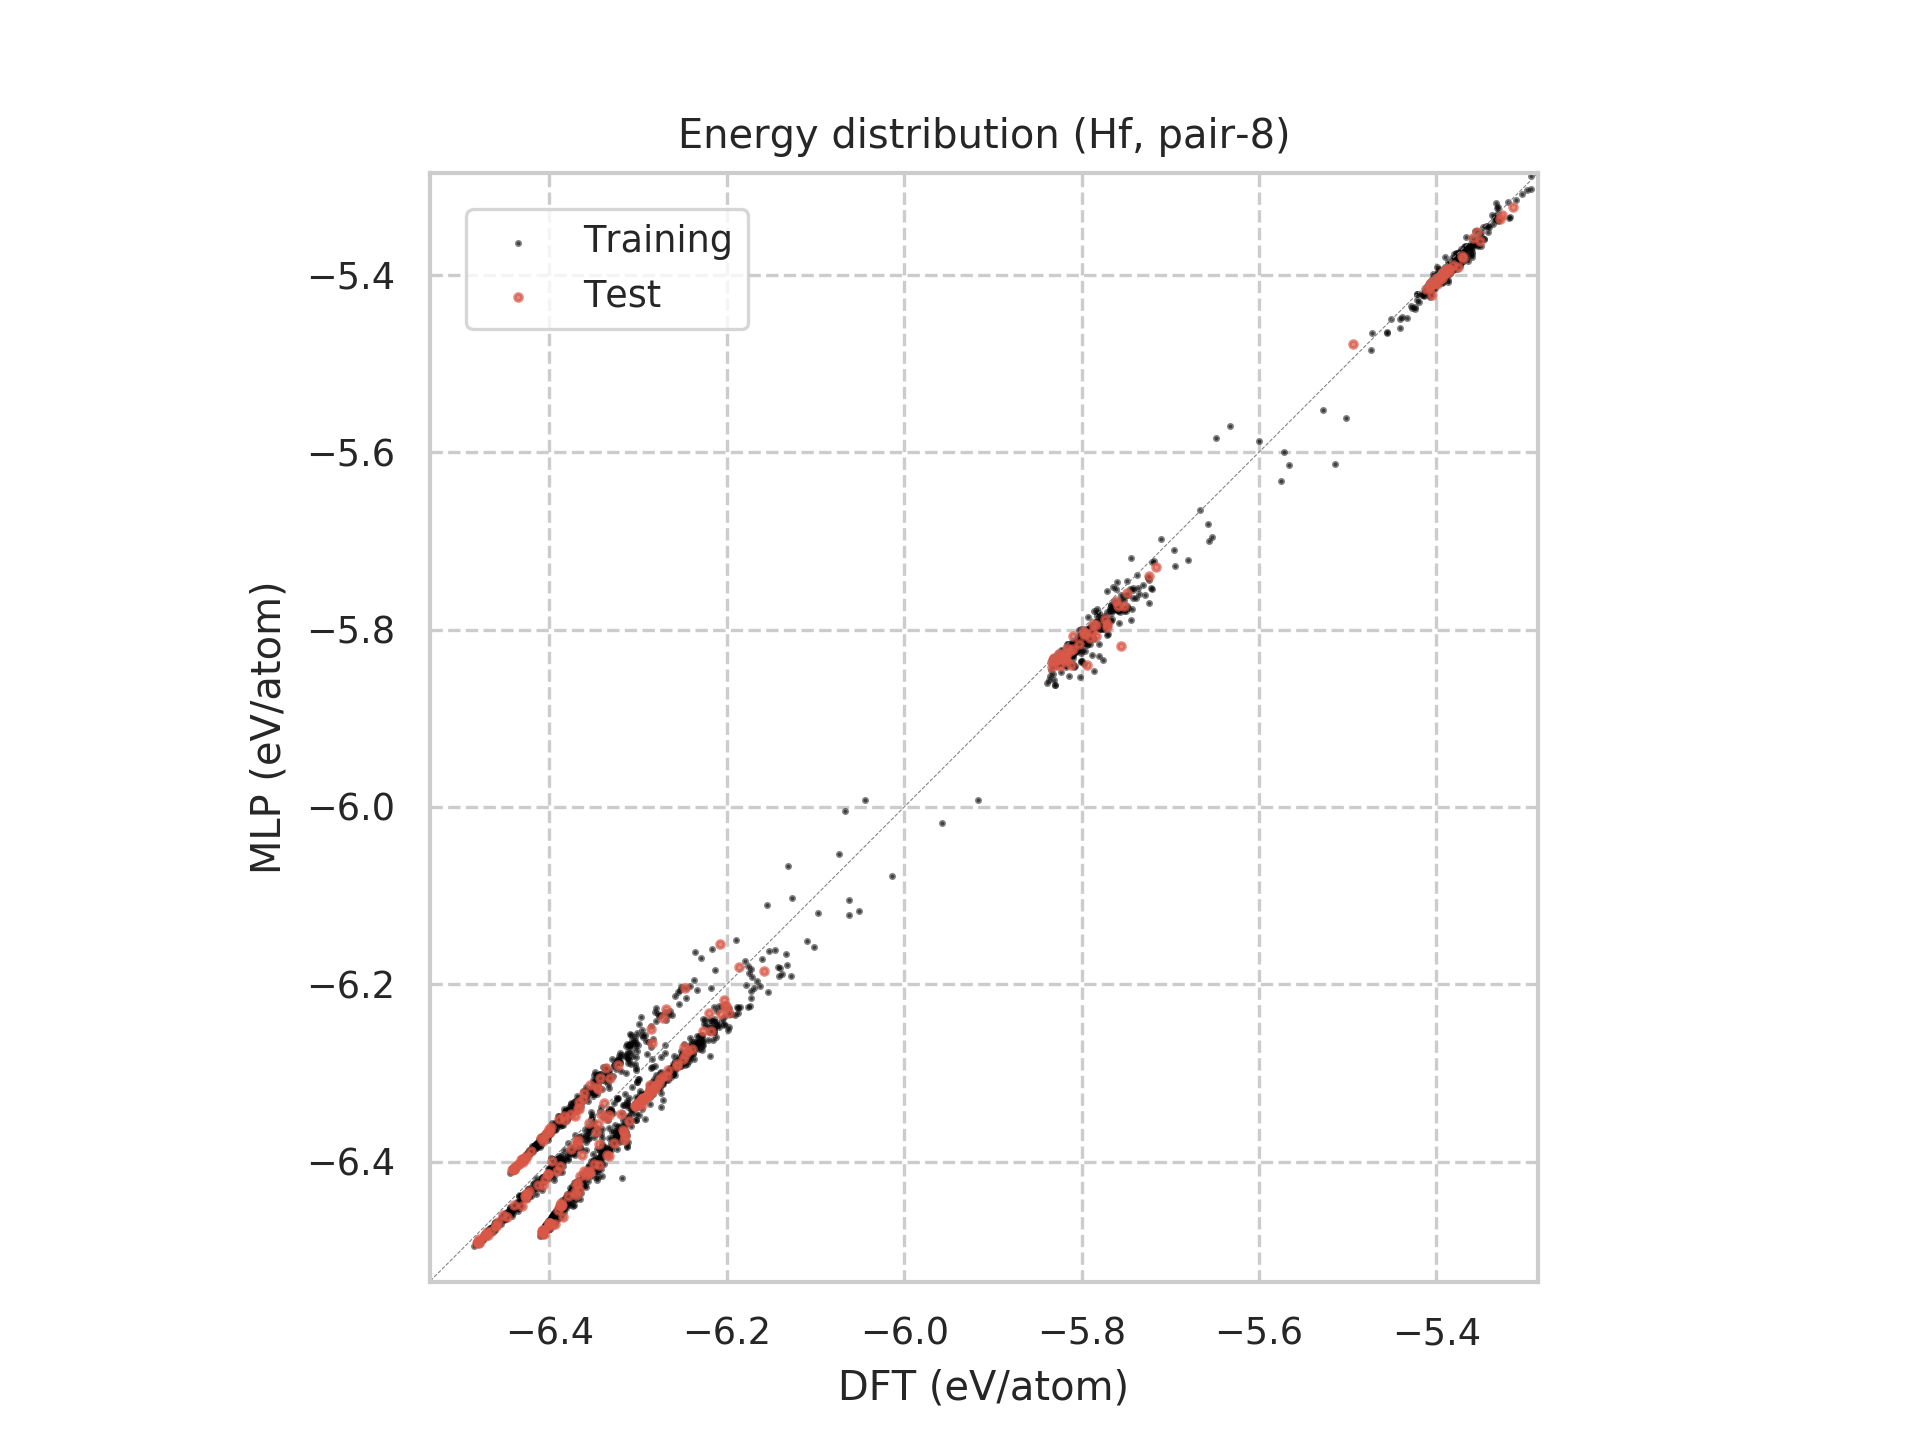 Energy distribution (Hf, pair-8)
Training
Test
−5.4
−5.6
−5.8
−6.0
−6.2
−6.4
MLP (eV/atom)
−6.4 −6.2 −6.0 −5.8 −5.6 −5.4
DFT (eV/atom)